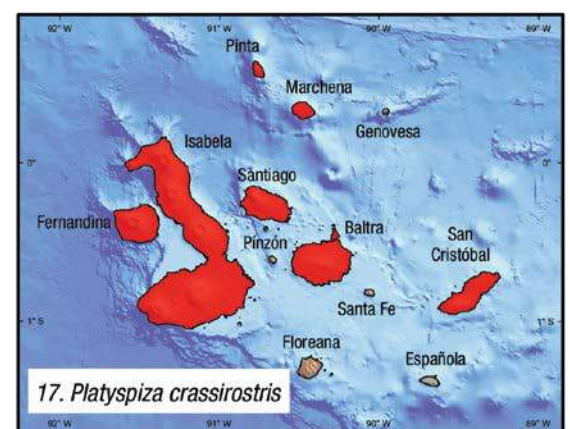 92° W
91° W
90° W
89° W
Pinta
Marchena
Genovesa
Isabela
0°
Santiago
Fernandina
Baltra
Pinzón
San
Cristóbal
Santa Fe
1° S
1° S
Floreana
Española
17. Platyspiza crassirostris
92° W
91° W
90° W
89° W